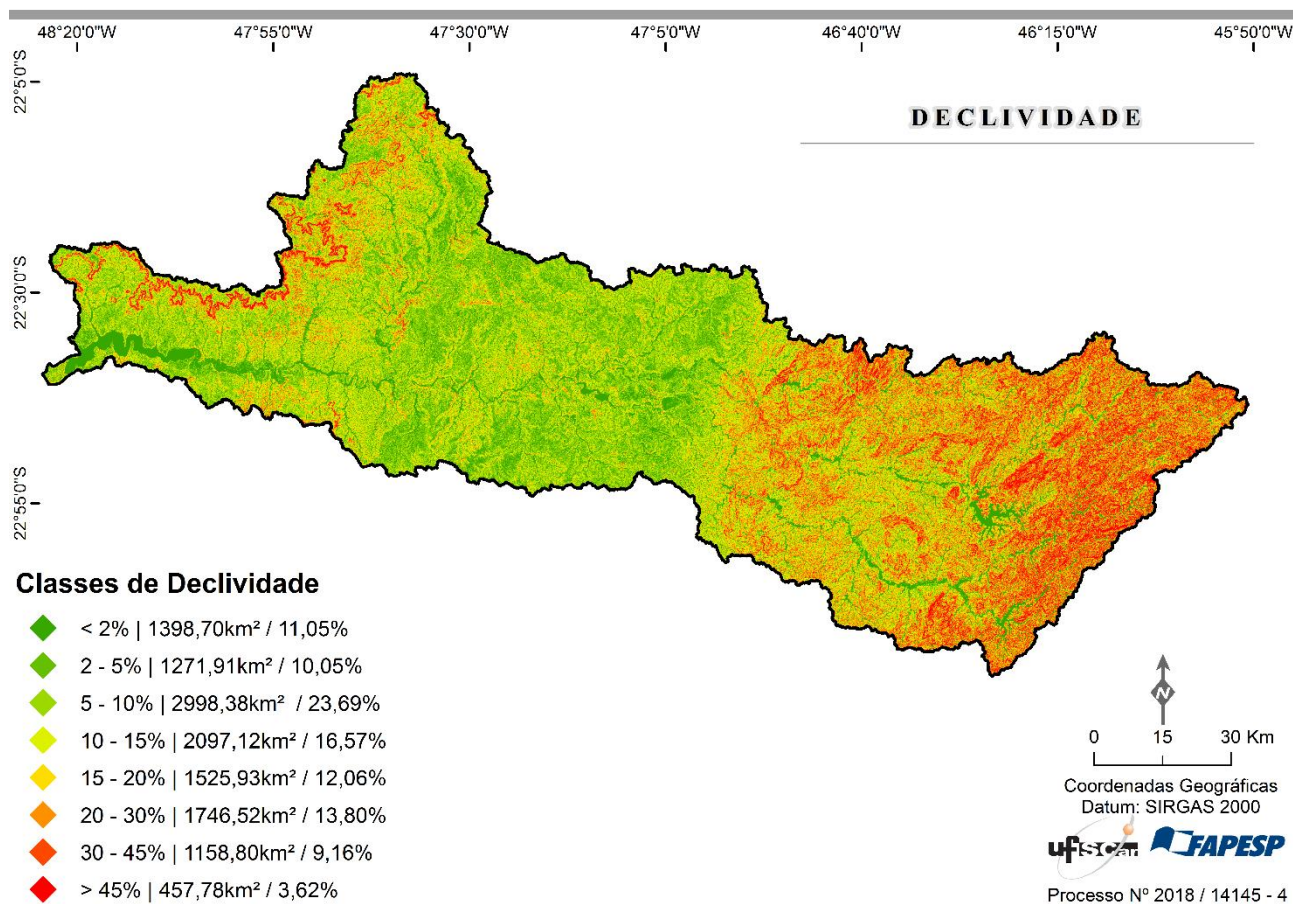 48°20'0"W 47°55'0"W 47°30'0"W 47°5'0"W 46°40'0"W 46°15'0"W 45°50'0"W
22°5'0"S
DECLIVIDADE
22°30'0"S
22°55'0"S
Classes de Declividade
< 2% | 1398,70km² / 11,05%
2 - 5% | 1271,91km² / 10,05%
5 - 10% | 2998,38km² / 23,69%
10 - 15% | 2097,12km² / 16,57%
15 - 20% | 1525,93km² / 12,06%
20 - 30% | 1746,52km² / 13,80%
30 - 45% | 1158,80km² / 9,16%
> 45% | 457,78km² / 3,62%
N
0 15 30 Km
Coordenadas Geográficas
Datum: SIRGAS 2000
ufscar FAPESP
Processo Nº 2018 / 14145 - 4